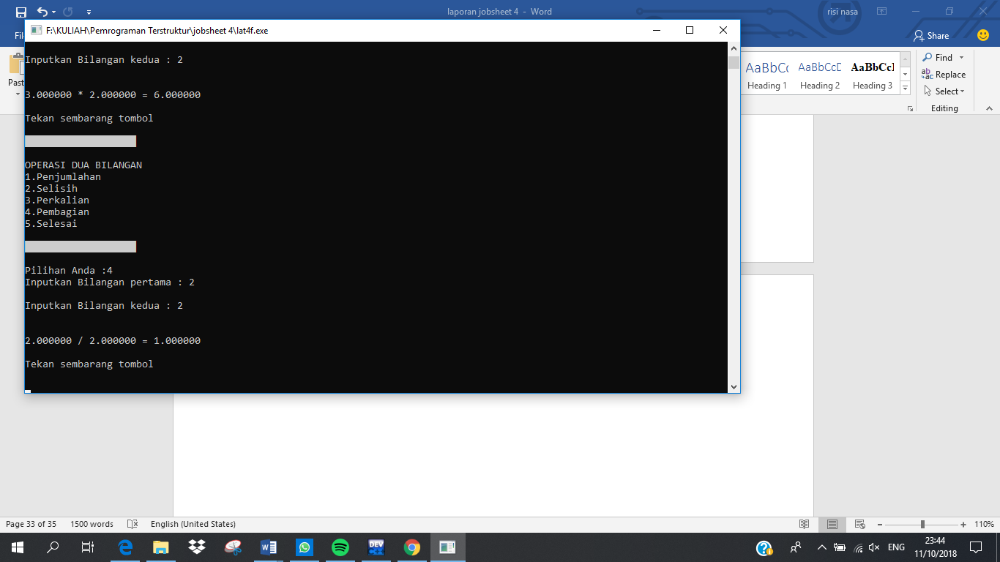 laporan jobsheet 4 - Word
risi nasa
F:\KULIAH\Pemrograman Terstruktur\jobsheet 4\lat4f.exe
Share
Inputkan Bilangan kedua : 2
3.000000 * 2.000000 = 6.000000
Tekan sembarang tombol
OPERASI DUA BILANGAN
1.Penjumlahan
2.Selisih
3.Perkalian
4.Pembagian
5.Selesai
Pilihan Anda :4
Inputkan Bilangan pertama : 2
Inputkan Bilangan kedua : 2
2.000000 / 2.000000 = 1.000000
Tekan sembarang tombol
Fil
Past
AaBbCc AaBbCcD AaBbCcI
Heading 1 Heading 2 Heading 3
Find
Replace
Select
Editing
Page 33 of 35 1500 words English (United States) 110%
DEV
ENG
23:44
11/10/2018